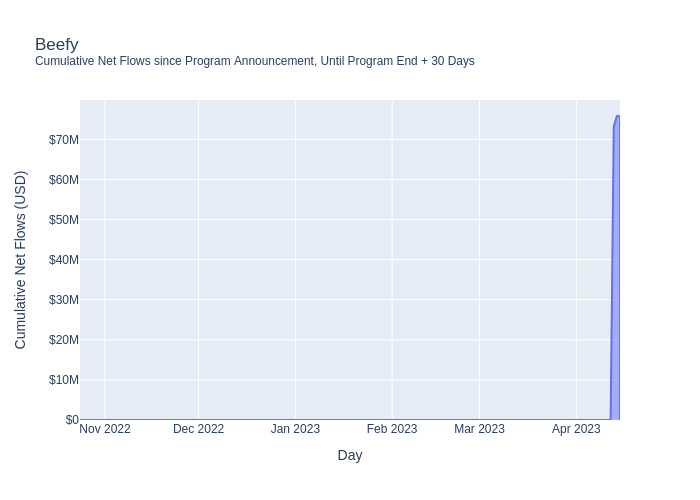 Beefy
Cumulative Net Flows since Program Announcement, Until Program End + 30 Days
$70M
$60M
$50M
$40M
$30M
$20M
$10M
$0
Cumulative Net Flows (USD)
Nov 2022
Dec 2022
Jan 2023
Feb 2023
Mar 2023
Apr 2023
Day